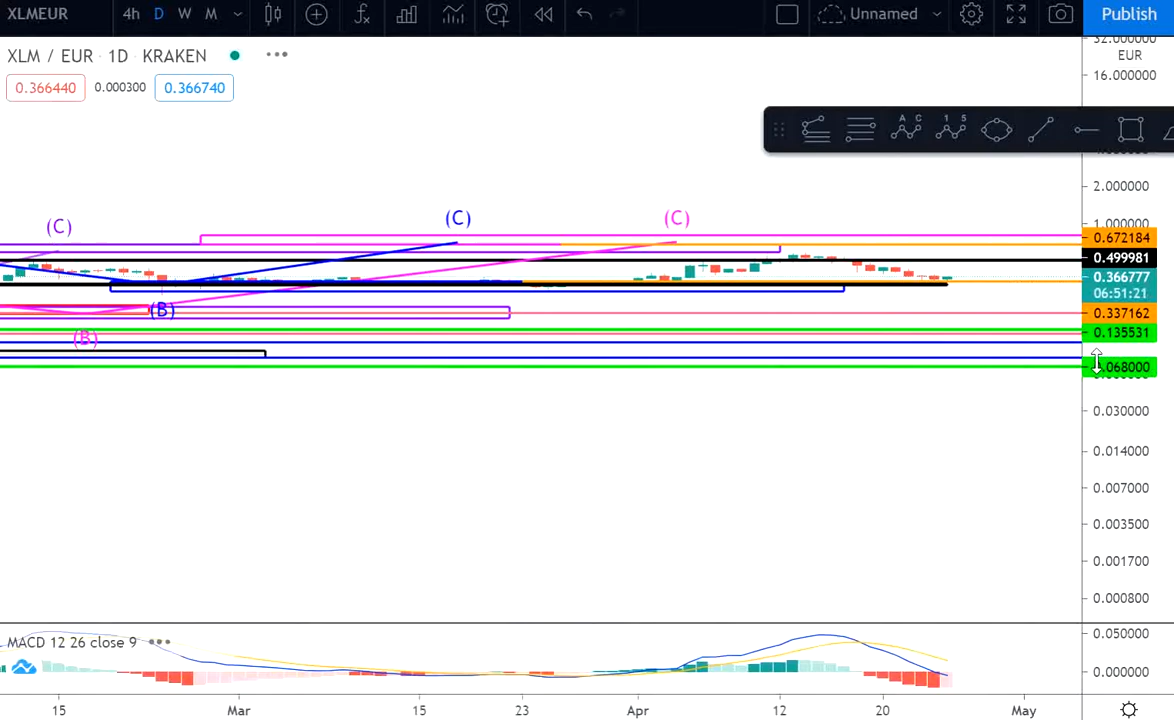 XLMEUR 4h D W M Unnamed Publish
XLM / EUR · 1D · KRAKEN
0.366440 0.000300 0.366740
32.000000
EUR
16.000000
A C 1 5
2.000000
1.000000
(C) (C) (C)
0.672184
0.499981
0.366777
06:51:21
(B)
0.337162
0.135531
(B)
.068000
0.030000
0.014000
0.007000
0.003500
0.001700
0.000800
MACD 12 26 close 9
0.050000
0.000000
15 Mar 15 23 Apr 12 20 May